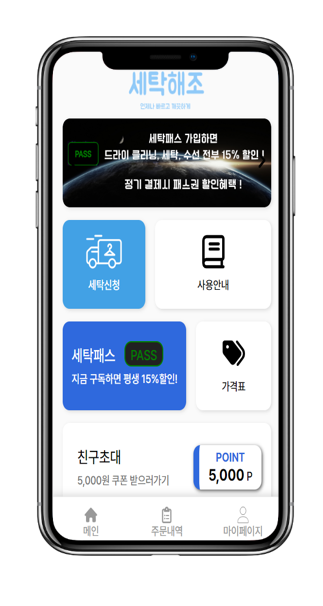 세탁해조
언제나 빠르고 깨끗하게
세탁패스 가입하면
PASS
드라이 클리닝, 세탁, 수선 전부 15% 할인 !
정기 결제시 패스권 할인혜택 !
세탁신청
사용안내
세탁패스 PASS
지금 구독하면 평생 15%할인!
가격표
친구초대
5,000원 쿠폰 받으러가기
POINT
5,000 P
메인
주문내역
마이페이지